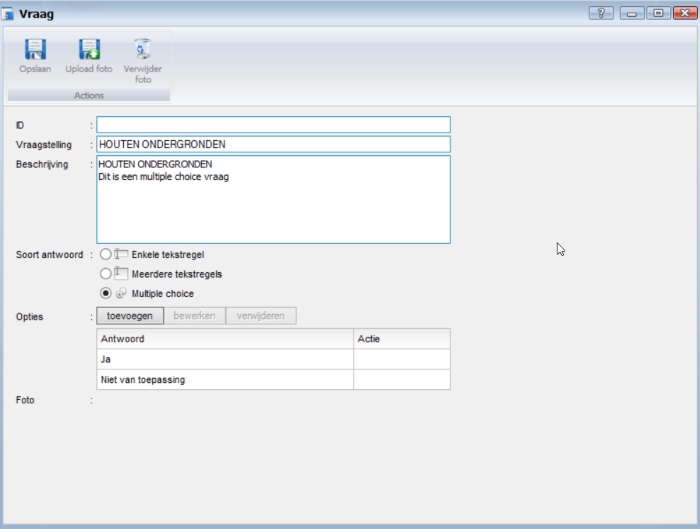 Vraag
?
Opslaan Upload foto Verwijder foto
Actions
ID :
Vraagstelling : HOUTEN ONDERGRONDEN
Beschrijving : HOUTEN ONDERGRONDEN
Dit is een multiple choice vraag
Soort antwoord : Enkele tekstregel
Meerdere tekstregels
Multiple choice
Opties : toevoegen bewerken verwijderen
Antwoord Actie
Ja
Niet van toepassing
Foto :